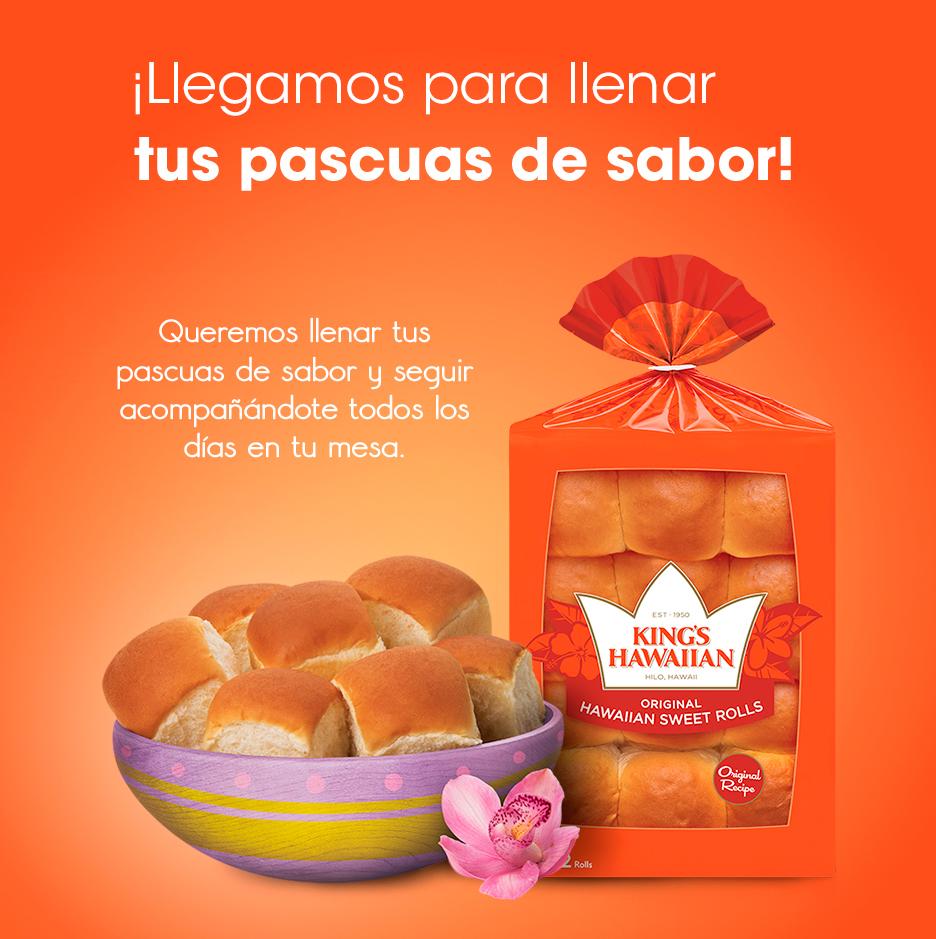 ¡Llegamos para llenar
tus pascuas de sabor!
Queremos llenar tus
pascuas de sabor y seguir
acompañándote todos los
días en tu mesa.
EST - 1950
KING'S
HAWAIIAN
HILO, HAWAII
ORIGINAL
HAWAIIAN SWEET ROLLS
Original
Recipe
2 Rolls